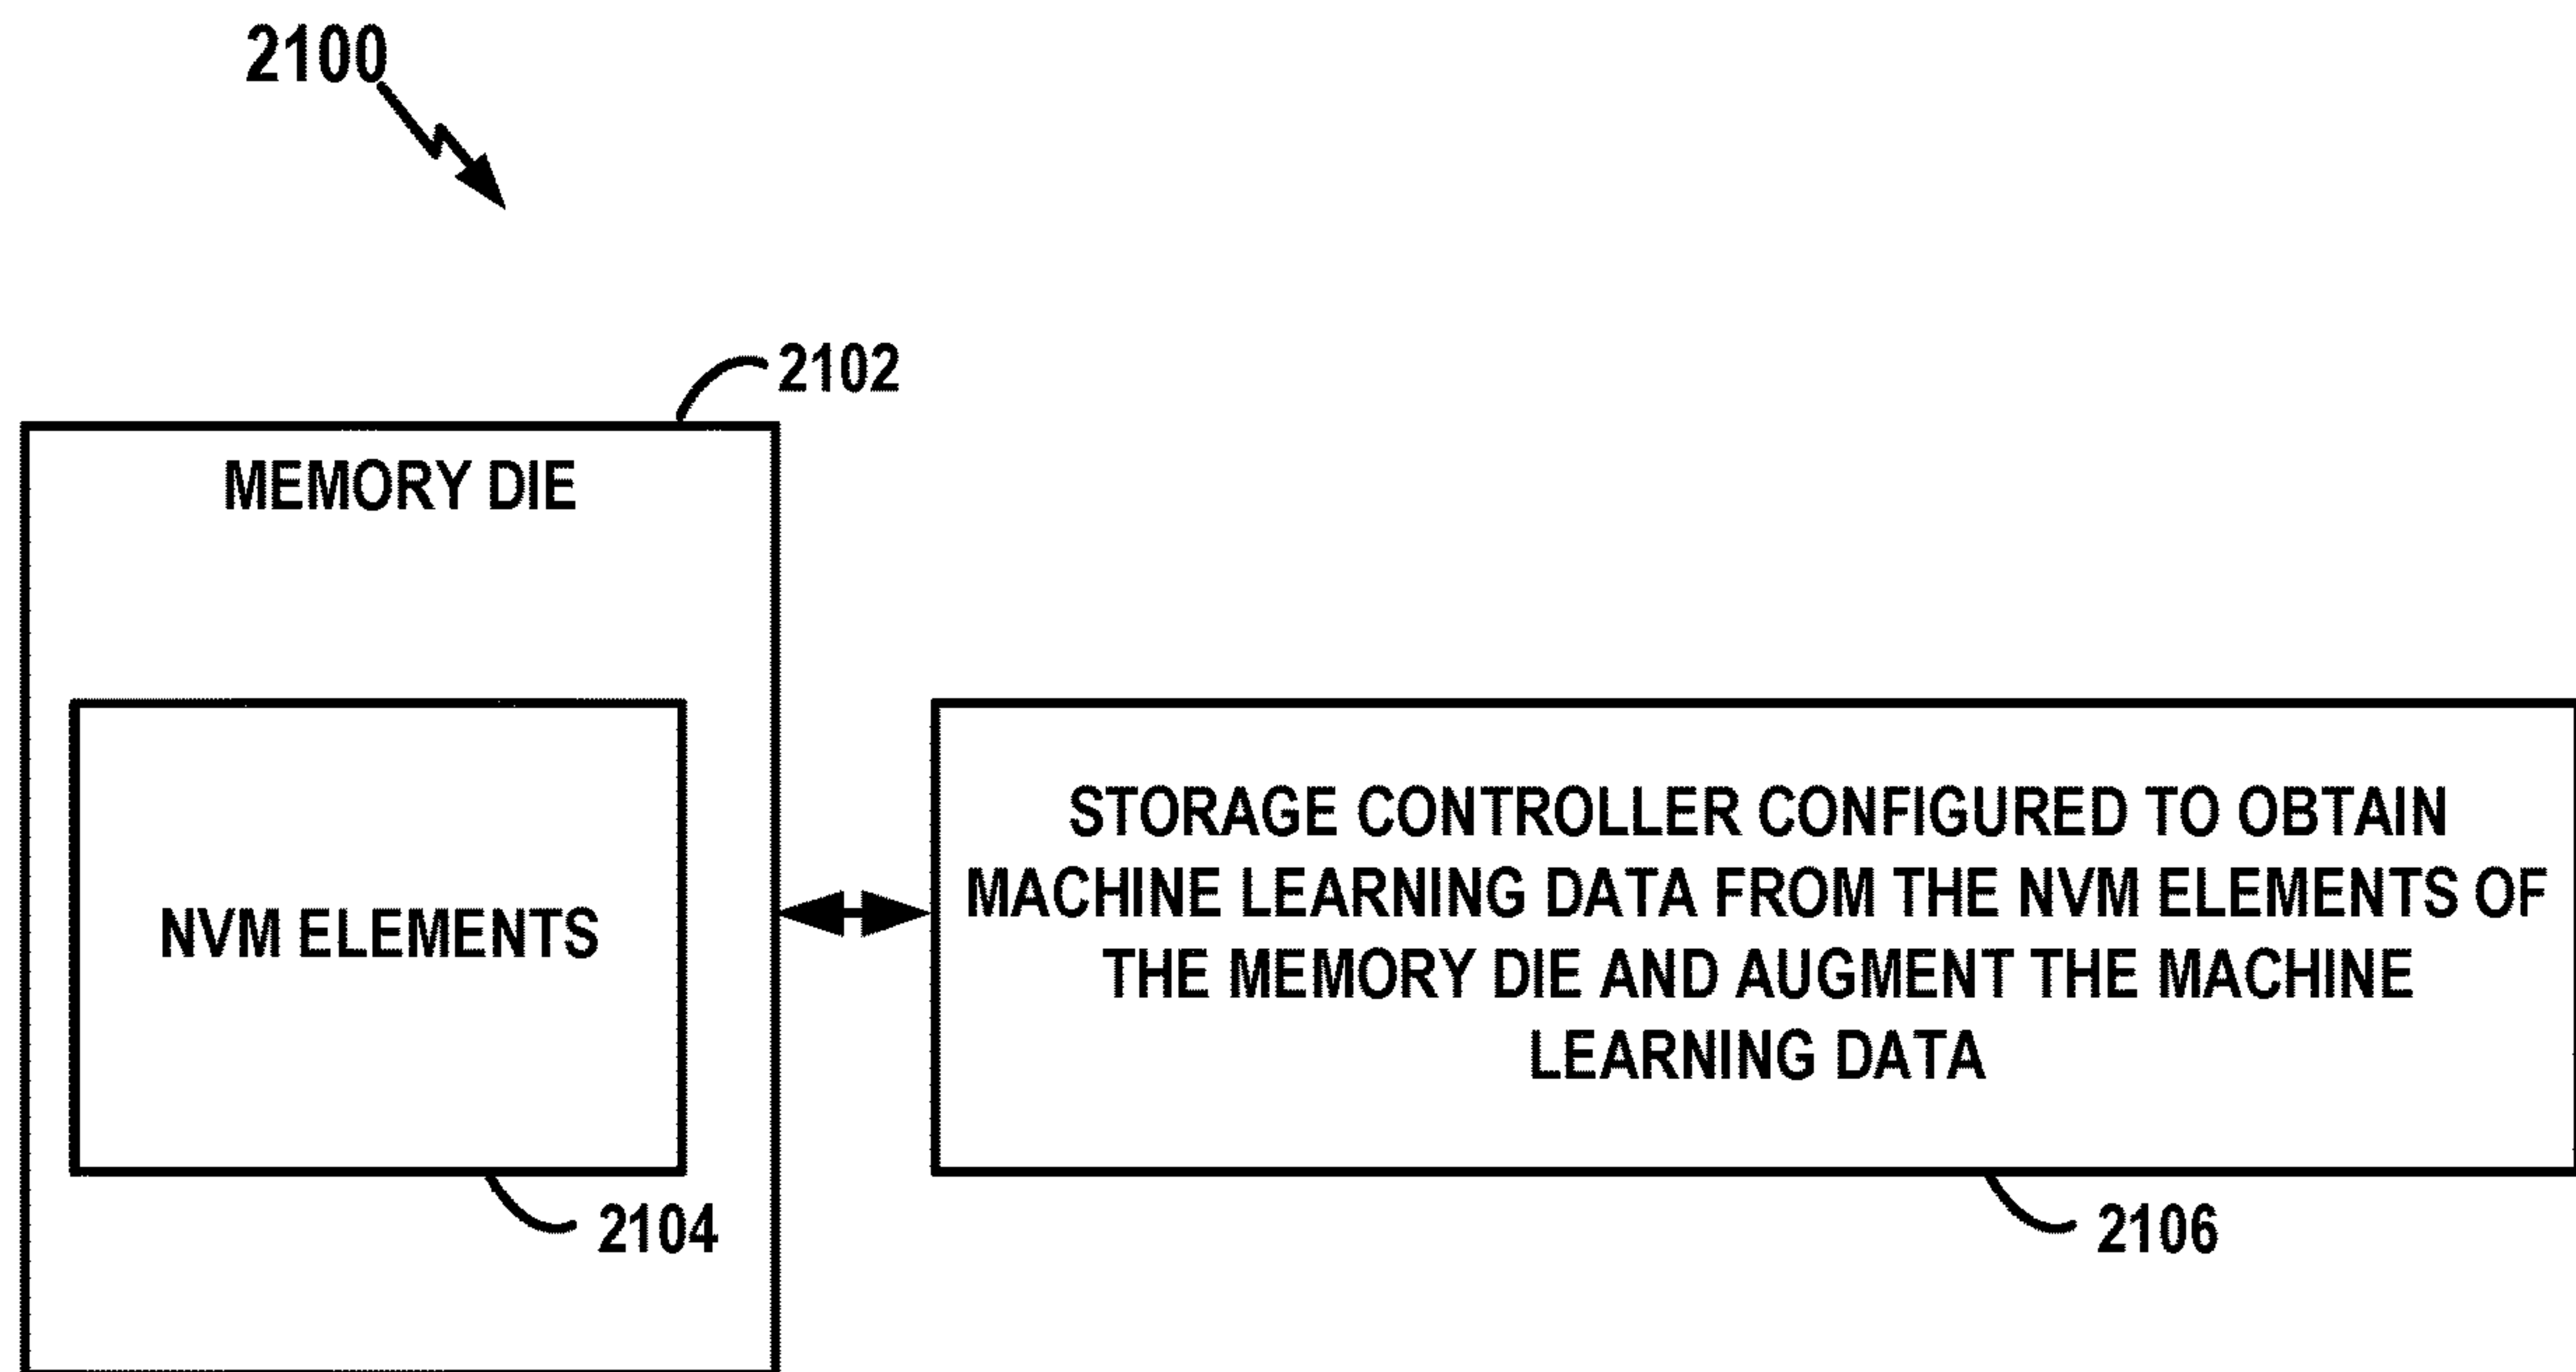 2100
2102
MEMORY DIE
NVM ELEMENTS
STORAGE CONTROLLER CONFIGURED TO OBTAIN
MACHINE LEARNING DATA FROM THE NVM ELEMENTS OF
THE MEMORY DIE AND AUGMENT THE MACHINE
LEARNING DATA
2104
2106